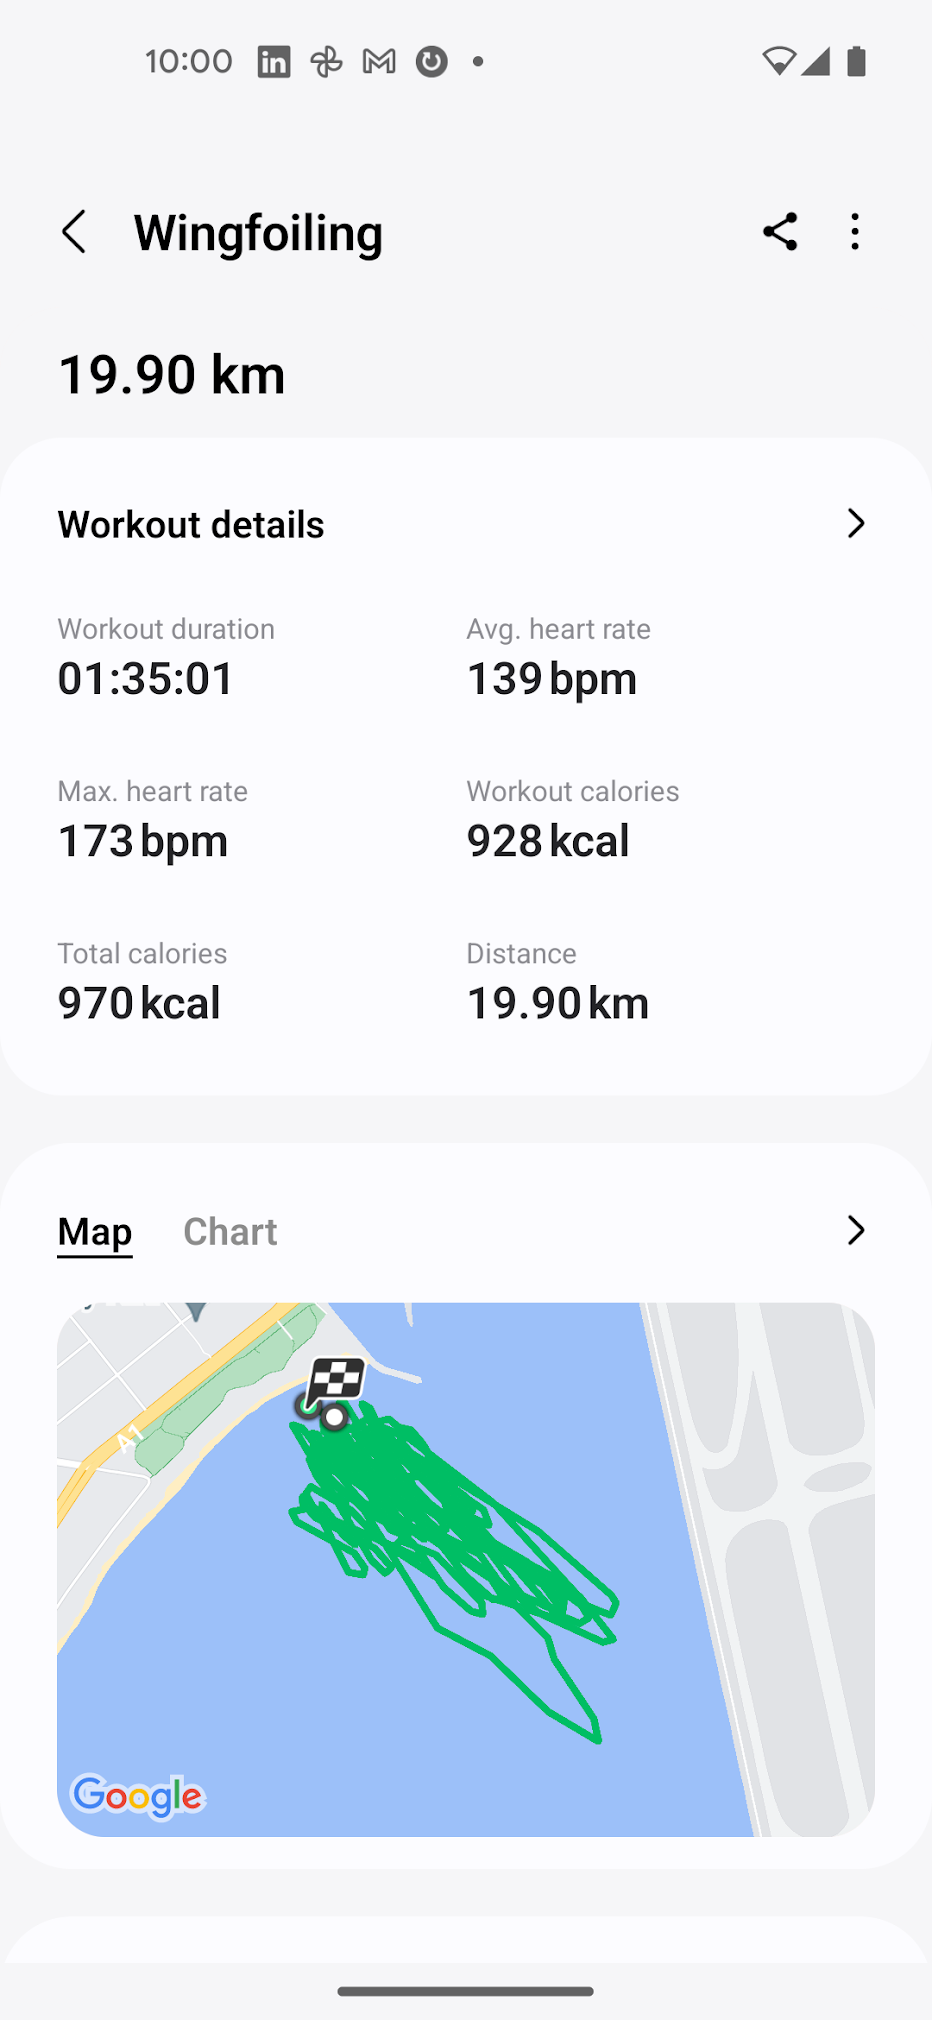 10:00
Wingfoiling
19.90 km
Workout details
Workout duration
Avg. heart rate
01:35:01
139 bpm
Max. heart rate
Workout calories
173 bpm
928 kcal
Total calories
Distance
970 kcal
19.90 km
Map
Chart
A1
Google